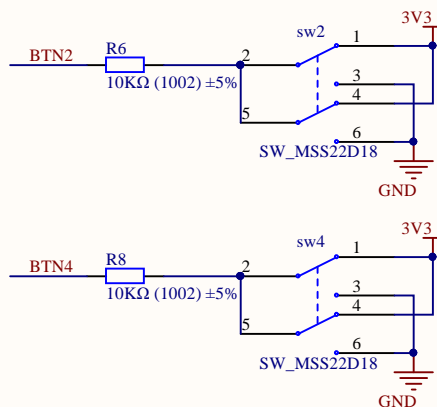 sw2
3V3
BTN2
R6
2
1
10KΩ (1002) ±5%
3
4
5
6
SW_MSS22D18
GND
sw4
3V3
BTN4
R8
2
1
10KΩ (1002) ±5%
3
4
5
6
SW_MSS22D18
GND